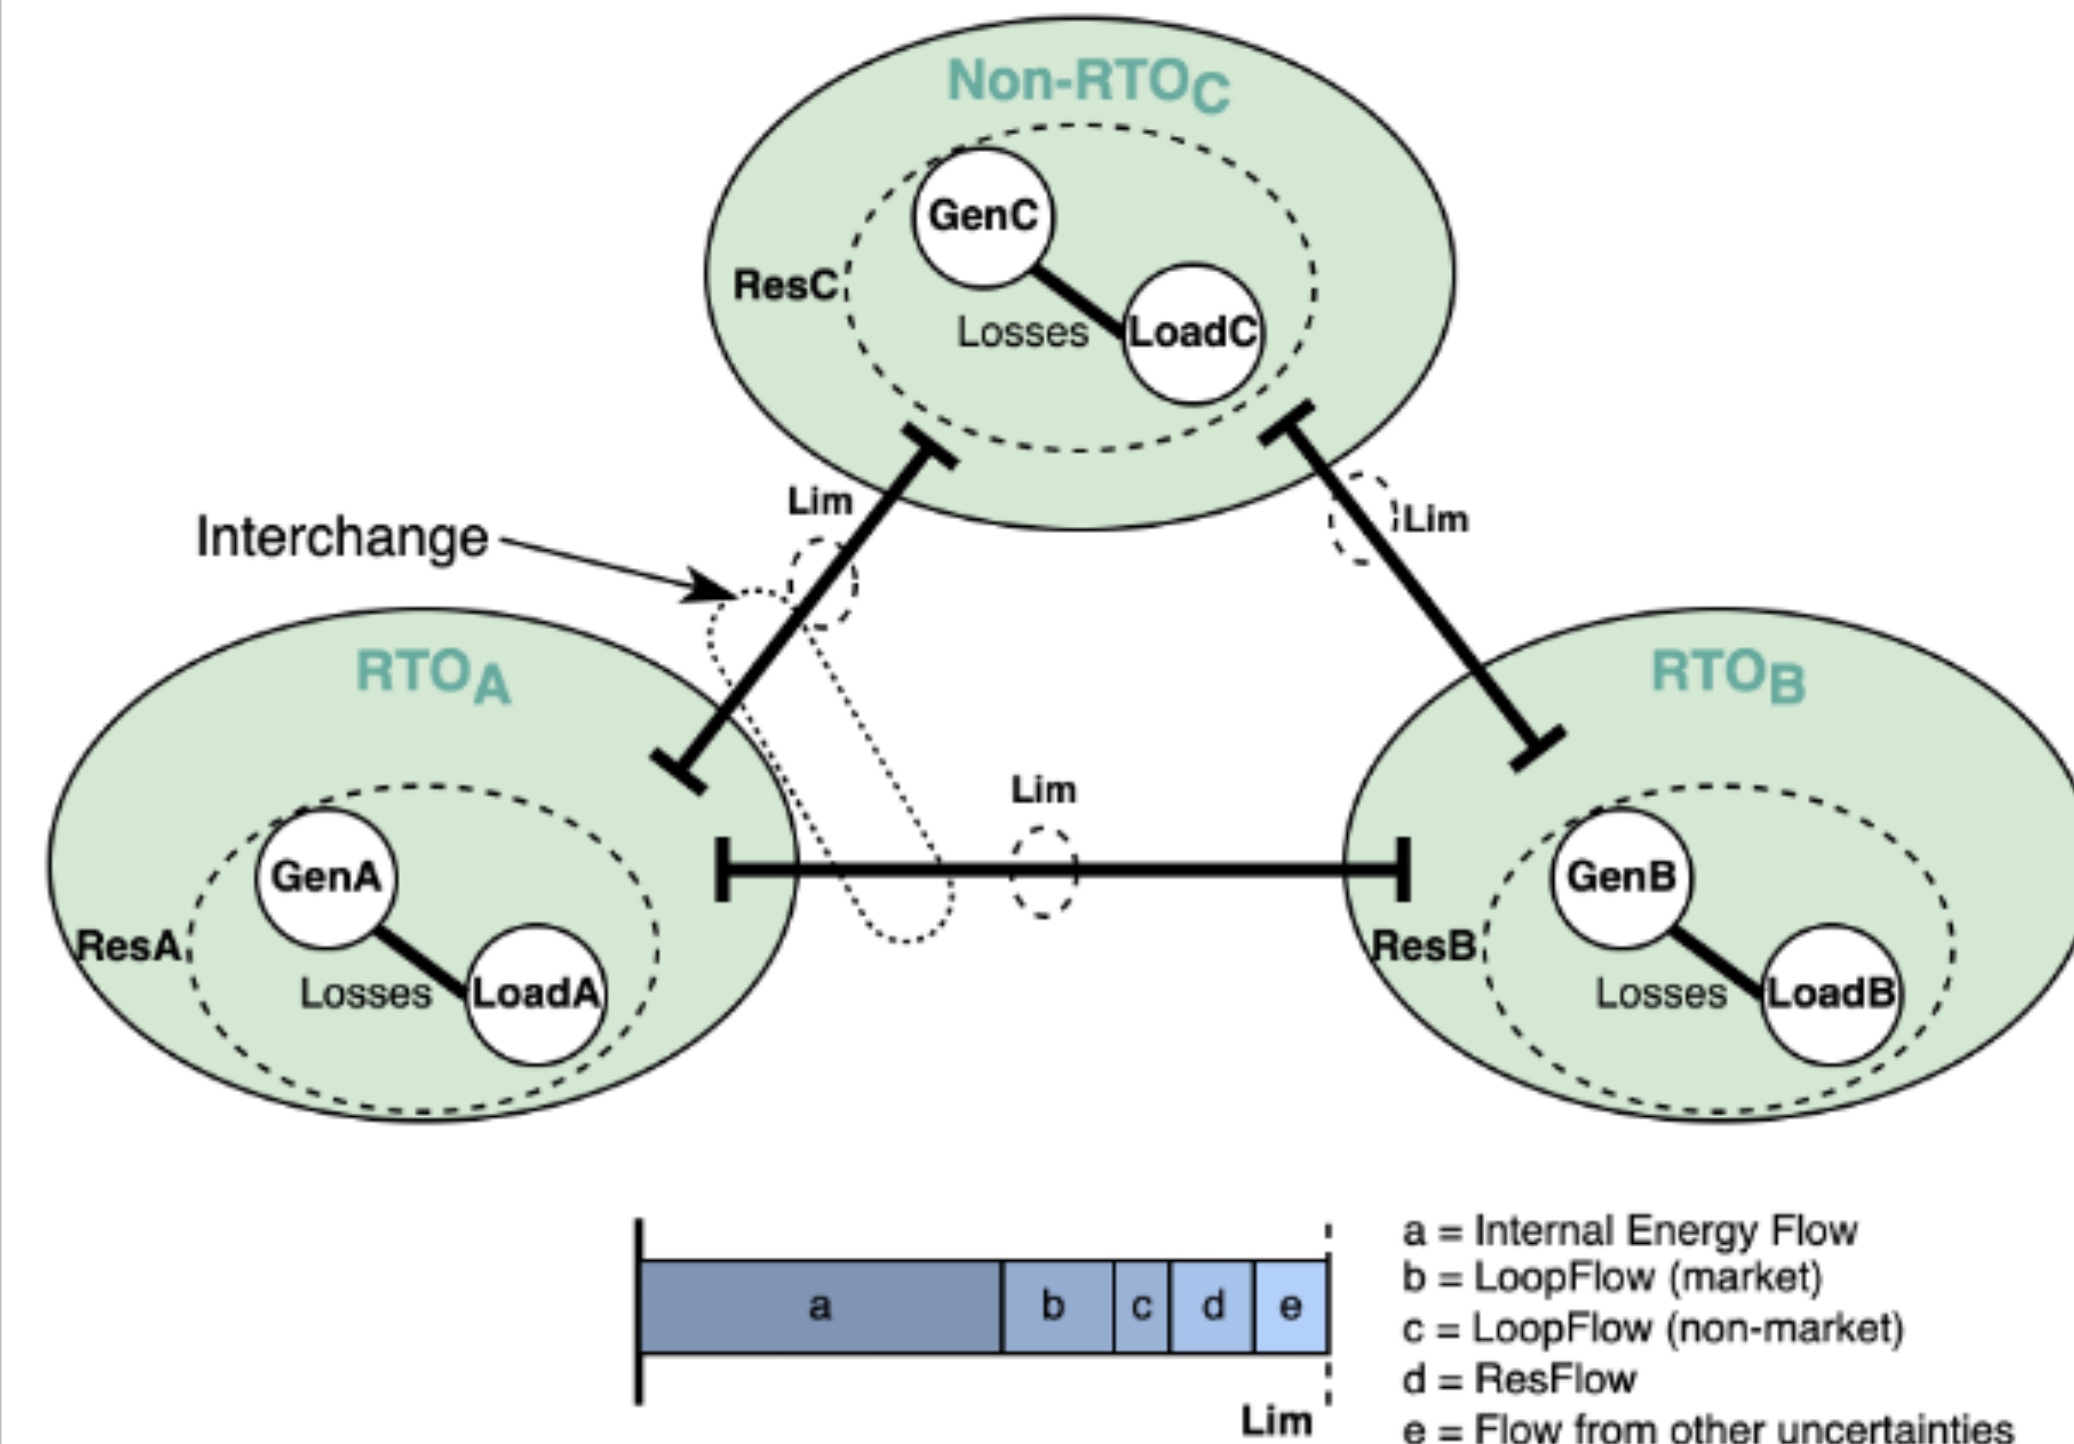 Non-RTOC
GenC
ResC
Losses
LoadC
Lim
Lim
Interchange
RTOA
RTOB
Lim
GenA
GenB
ResA
ResB
Losses
LoadA
Losses
LoadB
a = Internal Energy Flow
b = LoopFlow (market)
a b c d e
c = LoopFlow (non-market)
d = ResFlow
Lim
e = Flow from other uncertainties